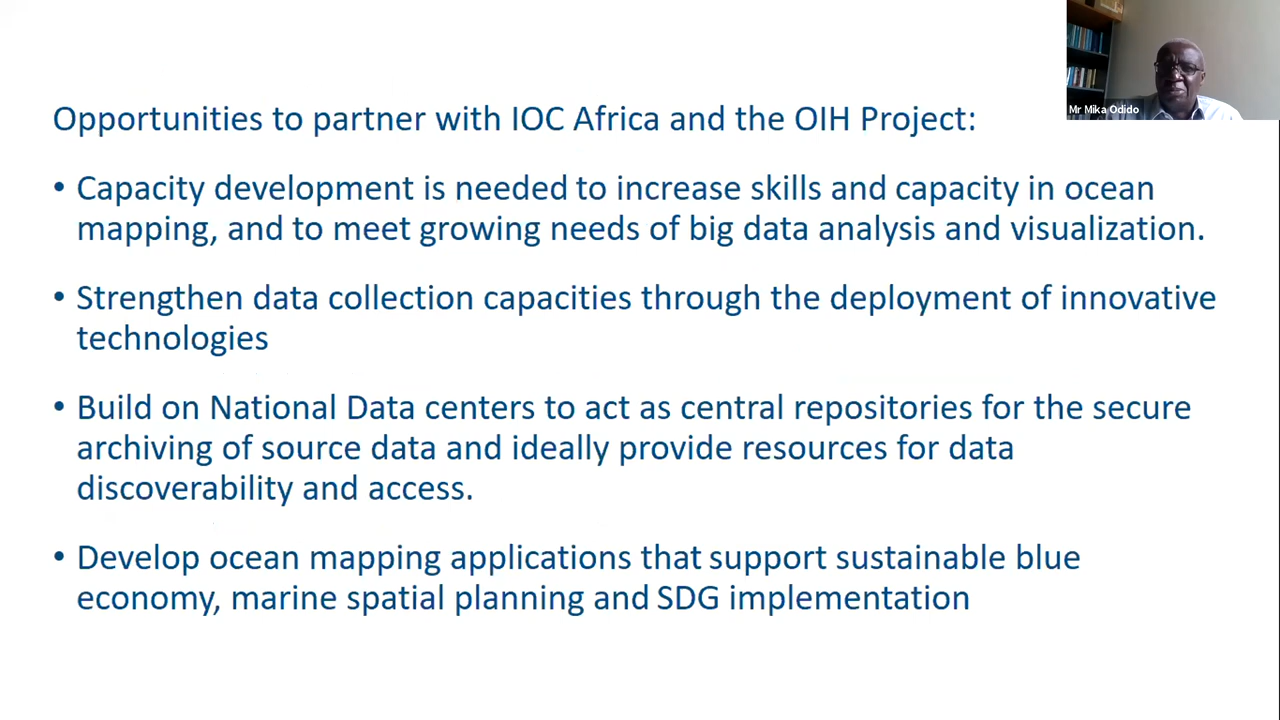 Mr Mika Odido
Opportunities to partner with IOC Africa and the OIH Project:
• Capacity development is needed to increase skills and capacity in ocean
mapping, and to meet growing needs of big data analysis and visualization.
• Strengthen data collection capacities through the deployment of innovative
technologies
• Build on National Data centers to act as central repositories for the secure
archiving of source data and ideally provide resources for data
discoverability and access.
• Develop ocean mapping applications that support sustainable blue
economy, marine spatial planning and SDG implementation